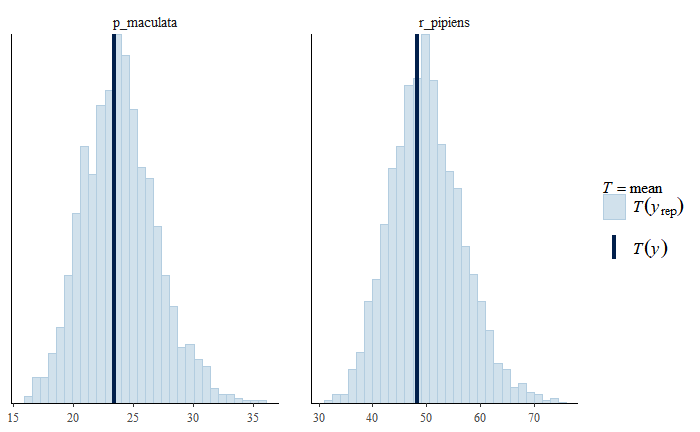 p_maculata
r_pipiens
T = mean
T(y_rep)
T(y)
15 20 25 30 35
30 40 50 60 70